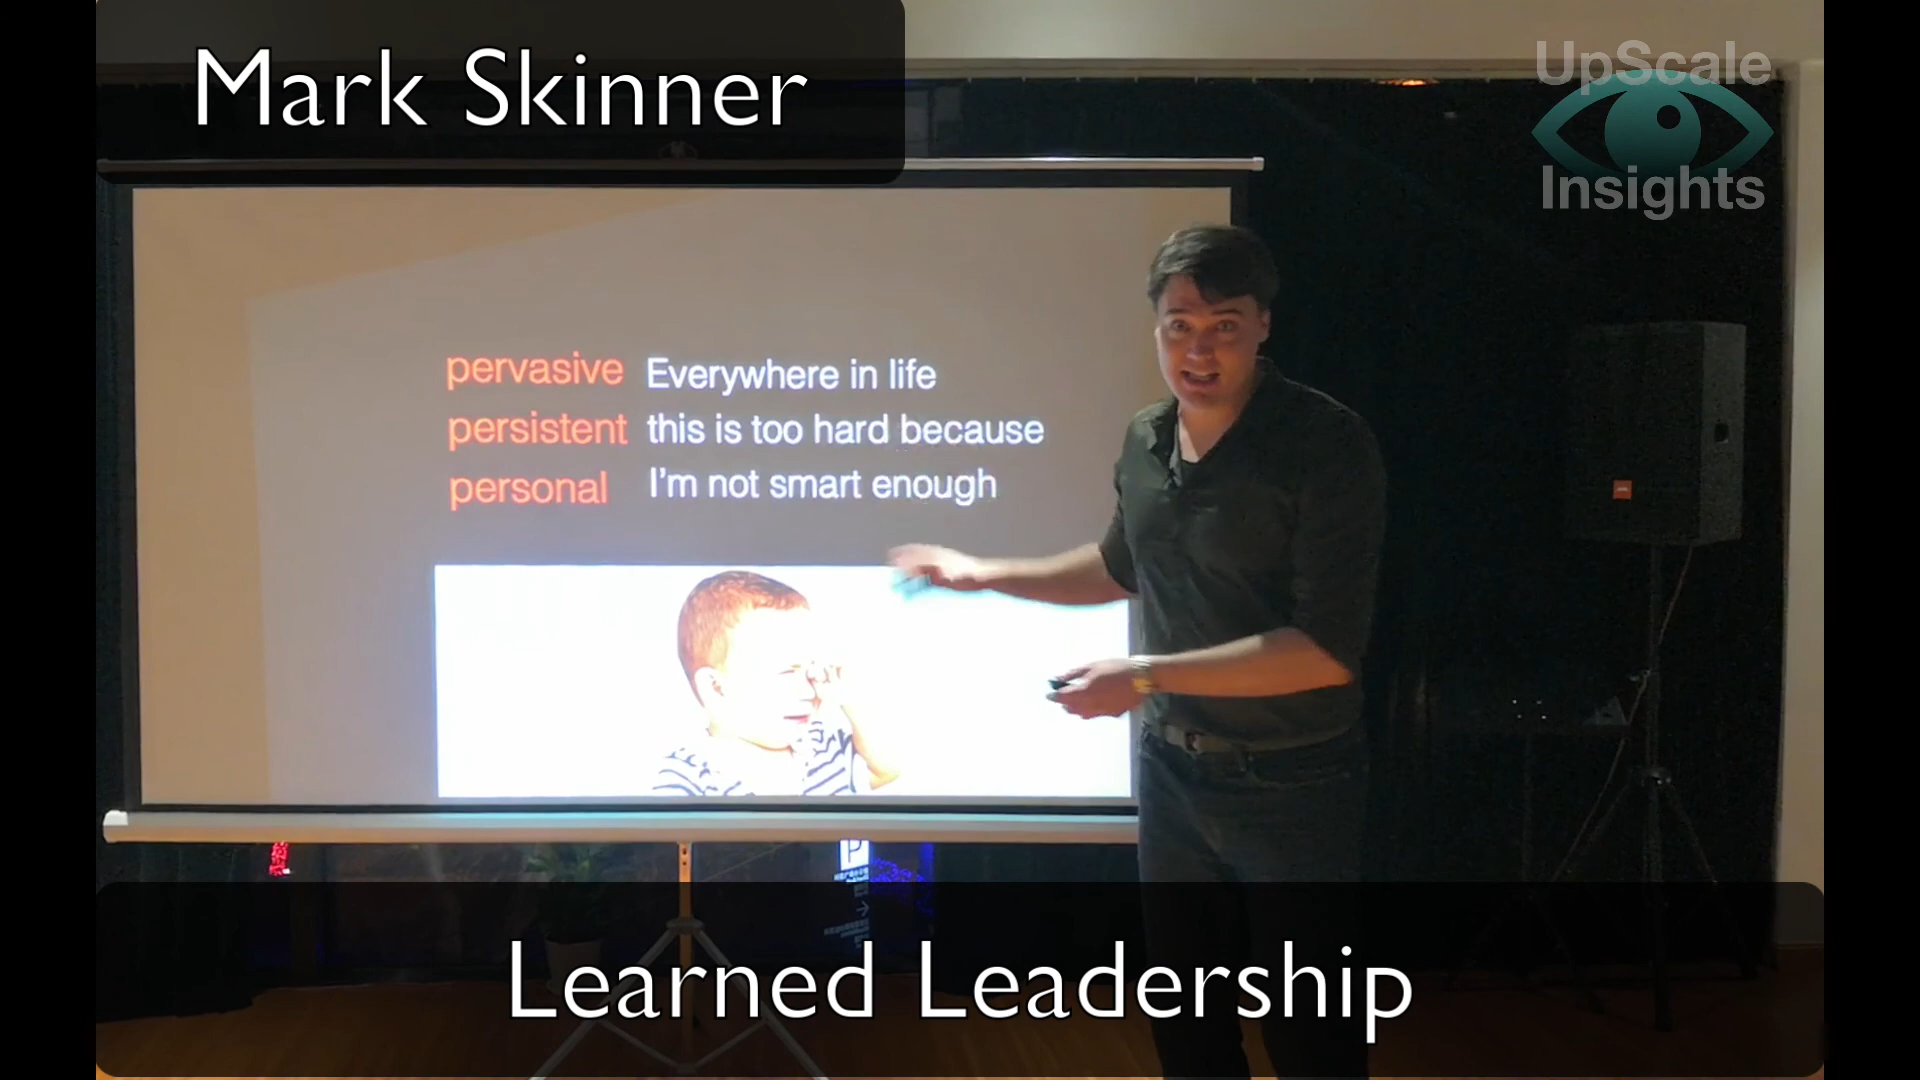 Mark Skinner
UpScale
Insights
pervasive Everywhere in life
persistent this is too hard because
personal I'm not smart enough
P
Learned Leadership